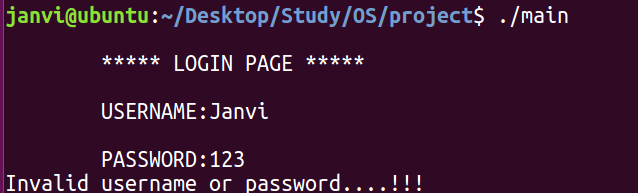 janvi@ubuntu:~/Desktop/Study/OS/project$ ./main
***** LOGIN PAGE *****
USERNAME:Janvi
PASSWORD:123
Invalid username or password....!!!